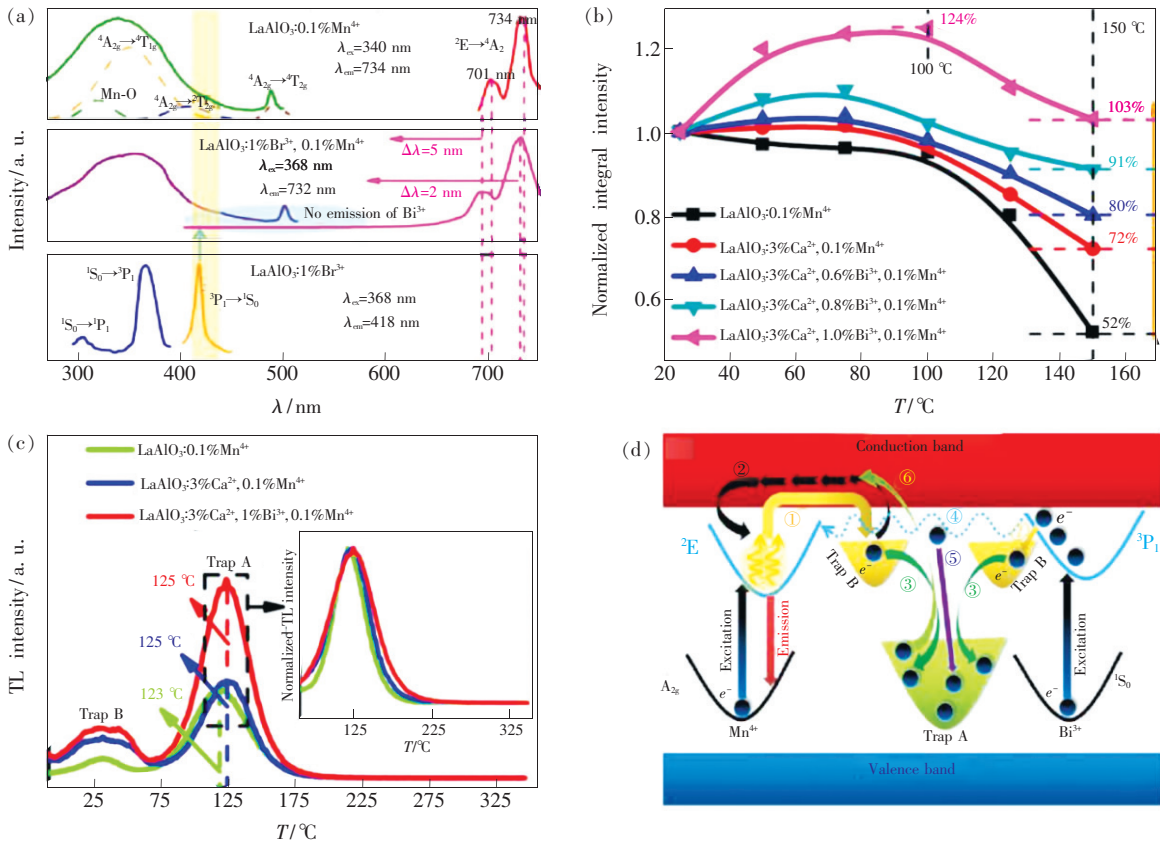 (a)
Intensity/a. u.
⁴A₂g→⁴T₁g
Mn-O
⁴A₂g→²T₂g
LaAlO₃:0.1%Mn⁴⁺
λex=340 nm
λem=734 nm
⁴A₂g→⁴T₂g
²E→⁴A₂
734 nm
701 nm
LaAlO₃:1%Br³⁺, 0.1%Mn⁴⁺
λex=368 nm
λem=732 nm
Δλ=5 nm
Δλ=2 nm
No emission of Bi³⁺
¹S₀→³P₁
¹S₀→¹P₁
³P₁→¹S₀
LaAlO₃:1%Br³⁺
λex=368 nm
λem=418 nm
300 400 500 600 700
λ/nm
(b)
Normalized integral intensity
1.2
1.0
0.8
0.6
124%
100 ℃
150 ℃
103%
91%
80%
72%
52%
LaAlO₃:0.1%Mn⁴⁺
LaAlO₃:3%Ca²⁺, 0.1%Mn⁴⁺
LaAlO₃:3%Ca²⁺, 0.6%Bi³⁺, 0.1%Mn⁴⁺
LaAlO₃:3%Ca²⁺, 0.8%Bi³⁺, 0.1%Mn⁴⁺
LaAlO₃:3%Ca²⁺, 1.0%Bi³⁺, 0.1%Mn⁴⁺
20 40 60 80 100 120 140 160
T/℃
(c)
TL intensity/a. u.
LaAlO₃:0.1%Mn⁴⁺
LaAlO₃:3%Ca²⁺, 0.1%Mn⁴⁺
LaAlO₃:3%Ca²⁺, 1%Bi³⁺, 0.1%Mn⁴⁺
Trap A
125 ℃
125 ℃
123 ℃
Trap B
Normalized-TL intensity
125 225 325
T/℃
25 75 125 175 225 275 325
T/℃
(d)
Conduction band
②
⑥
①
④
²E
Trap B
e⁻
③
⑤
③
e⁻
Trap B
e⁻
³P₁
Excitation
Emission
Excitation
A₂g
e⁻
Mn⁴⁺
Trap A
e⁻
Bi³⁺
¹S₀
Valence band